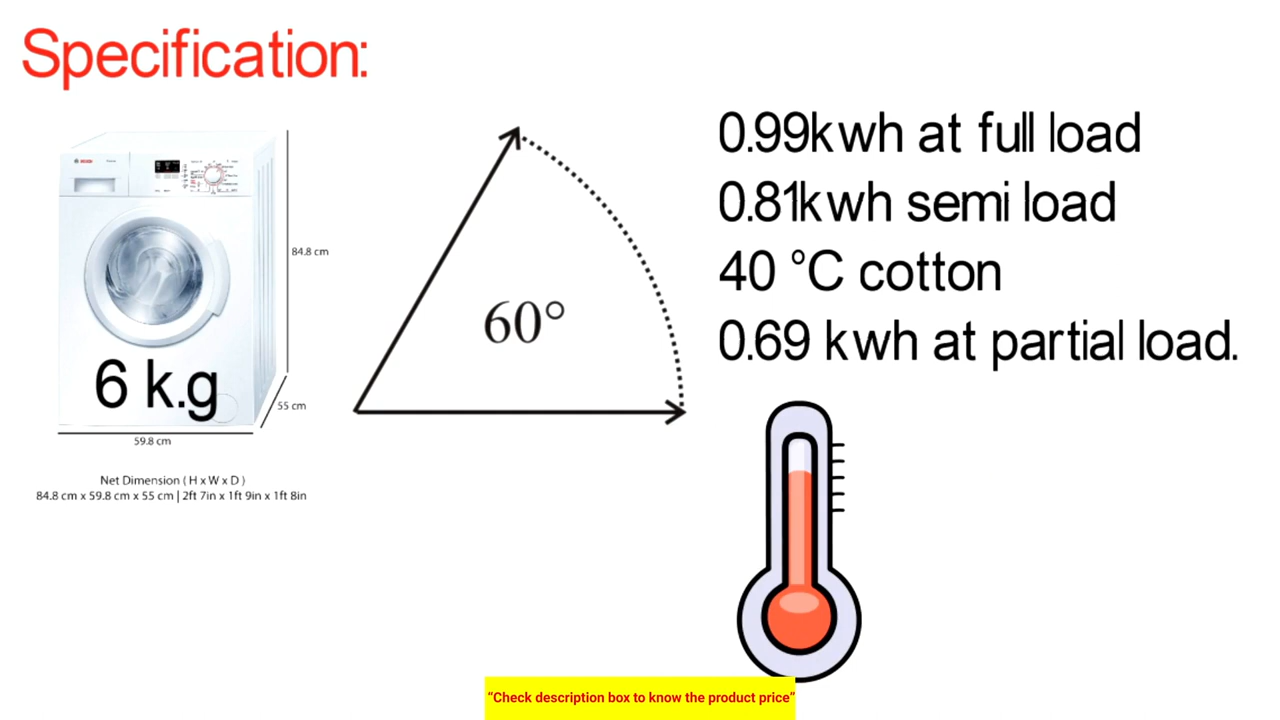 Specification:
0.99kwh at full load
0.81kwh semi load
40 °C cotton
0.69 kwh at partial load.
60°
BOSCH
84.8 cm
6 k.g
55 cm
59.8 cm
Net Dimension ( H x W x D )
84.8 cm x 59.8 cm x 55 cm | 2ft 7in x 1ft 9in x 1ft 8in
“Check description box to know the product price”